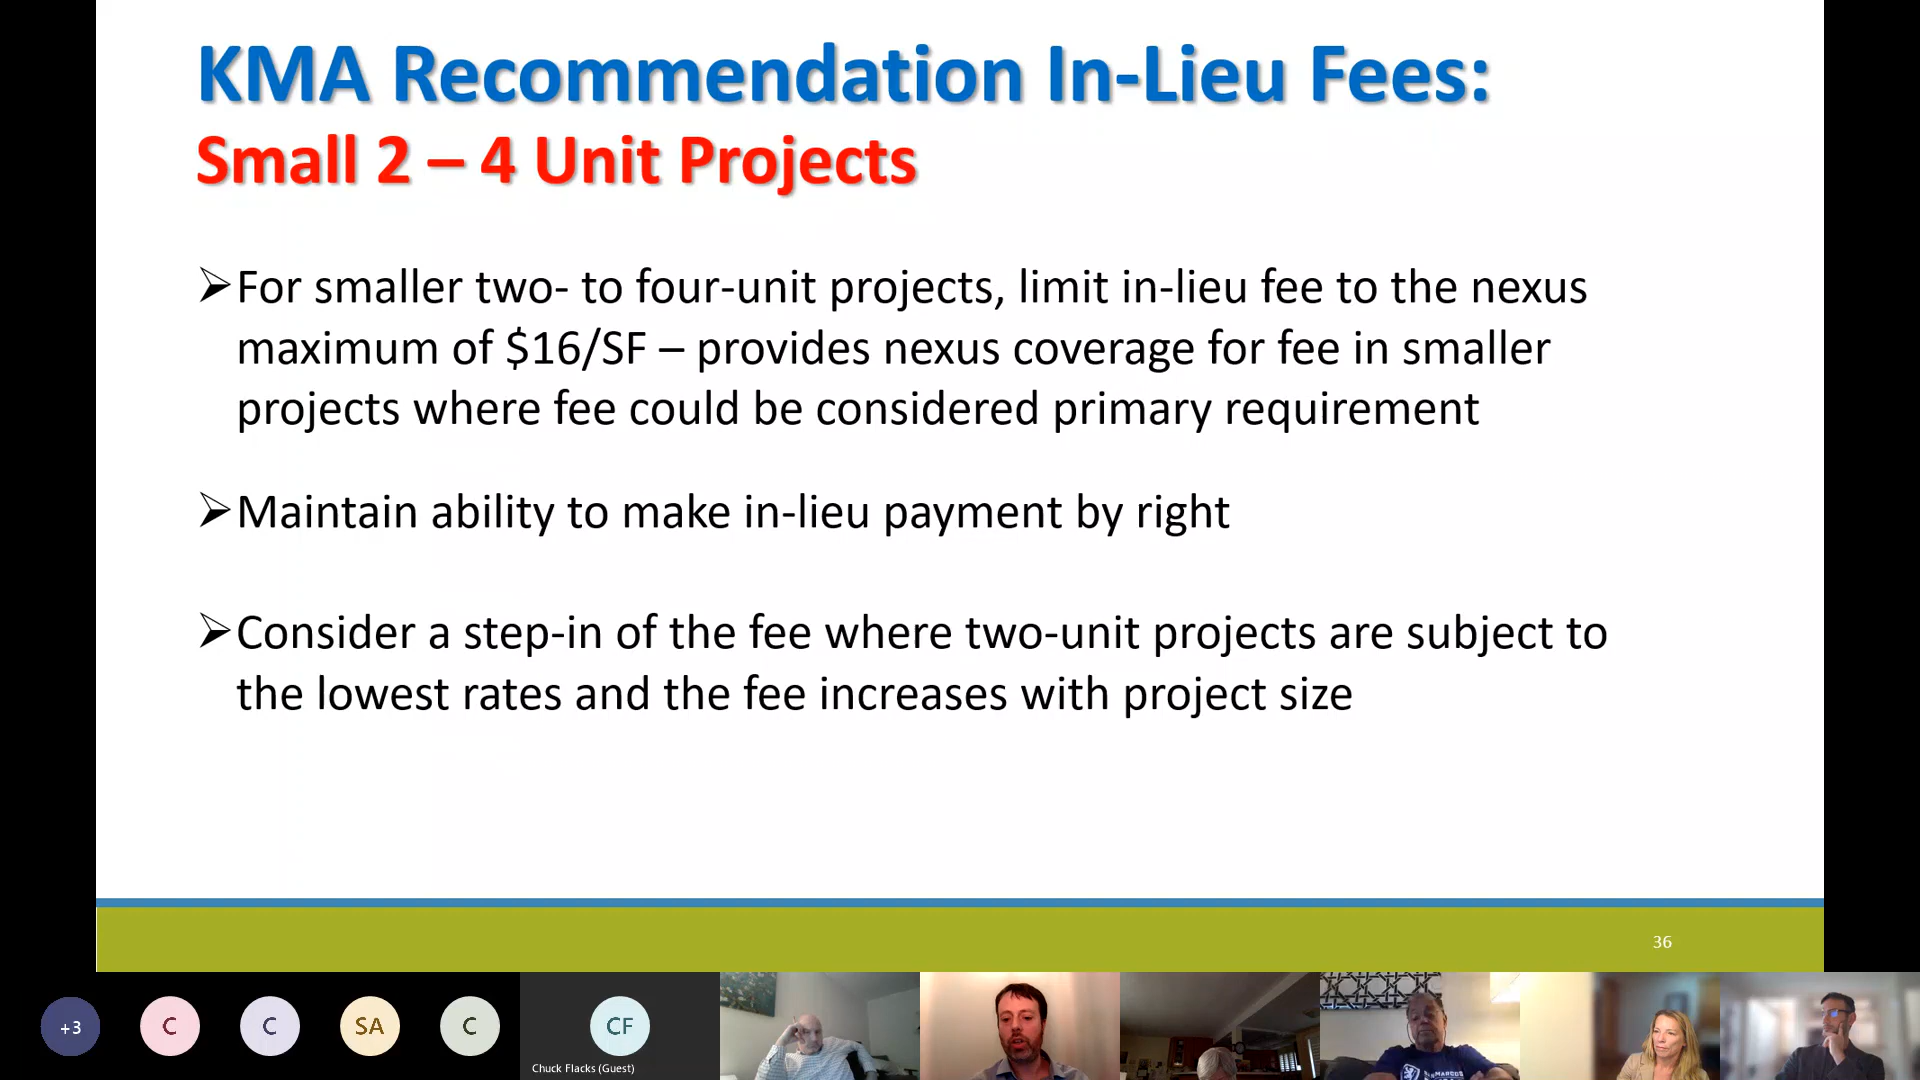 KMA Recommendation In-Lieu Fees:
Small 2 – 4 Unit Projects
➢For smaller two- to four-unit projects, limit in-lieu fee to the nexus
maximum of $16/SF – provides nexus coverage for fee in smaller
projects where fee could be considered primary requirement
➢Maintain ability to make in-lieu payment by right
➢Consider a step-in of the fee where two-unit projects are subject to
the lowest rates and the fee increases with project size
36
+3
C
C
SA
C
CF
Chuck Flacks (Guest)